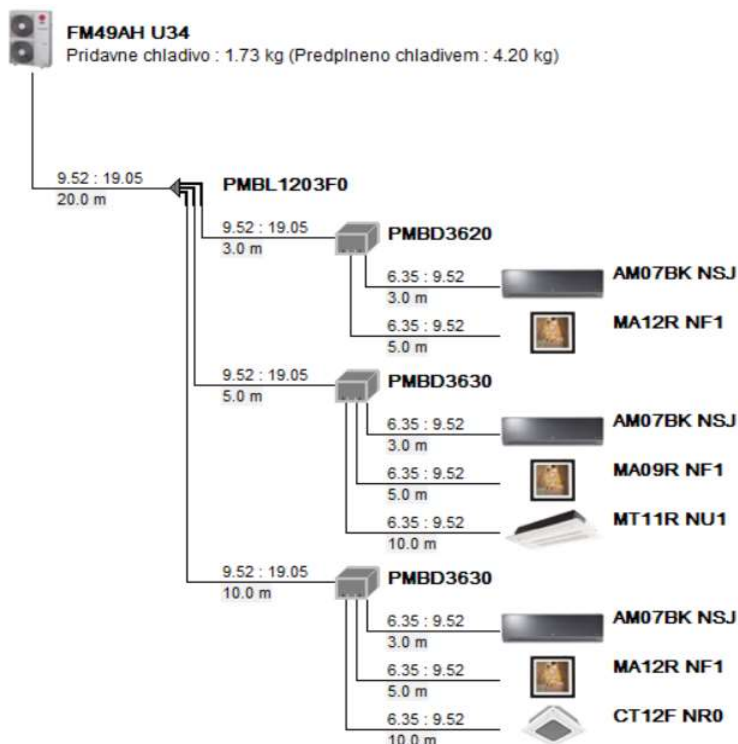 FM49AH U34
Pridavne chladivo : 1.73 kg (Predplneno chladivem : 4.20 kg)
9.52 : 19.05
20.0 m
PMBL1203F0
9.52 : 19.05
3.0 m
PMBD3620
6.35 : 9.52
3.0 m
AM07BK NSJ
6.35 : 9.52
5.0 m
MA12R NF1
9.52 : 19.05
5.0 m
PMBD3630
6.35 : 9.52
3.0 m
AM07BK NSJ
6.35 : 9.52
5.0 m
MA09R NF1
6.35 : 9.52
10.0 m
MT11R NU1
9.52 : 19.05
10.0 m
PMBD3630
6.35 : 9.52
3.0 m
AM07BK NSJ
6.35 : 9.52
5.0 m
MA12R NF1
6.35 : 9.52
10.0 m
CT12F NR0